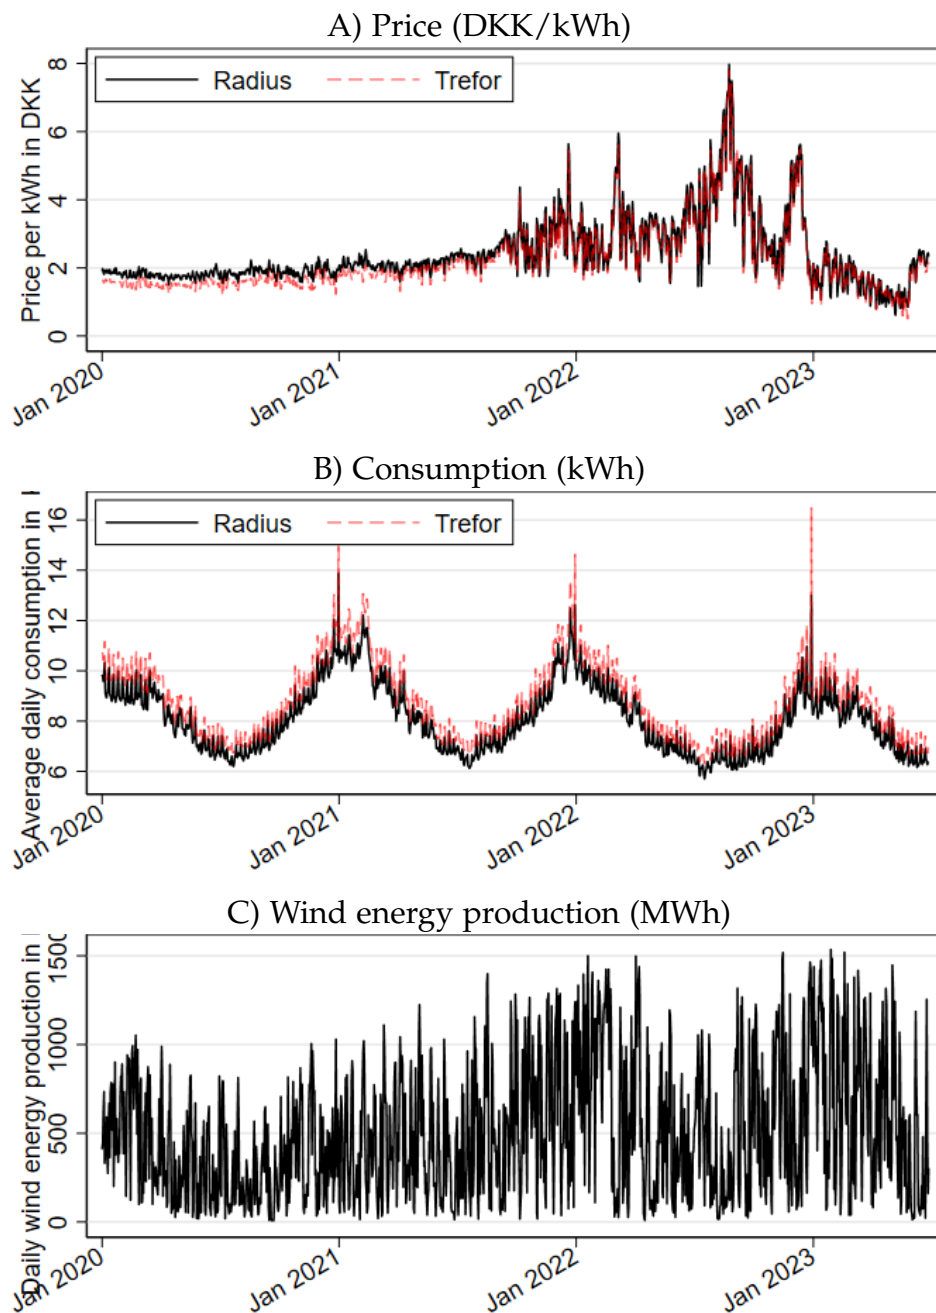 A) Price (DKK/kWh)
Price per kWh in DKK
Radius
Trefor
8
6
4
2
0
Jan 2020
Jan 2021
Jan 2022
Jan 2023
B) Consumption (kWh)
Average daily consumption in
Radius
Trefor
16
14
12
10
8
6
Jan 2020
Jan 2021
Jan 2022
Jan 2023
C) Wind energy production (MWh)
Daily wind energy production in
1500
1000
500
0
Jan 2020
Jan 2021
Jan 2022
Jan 2023